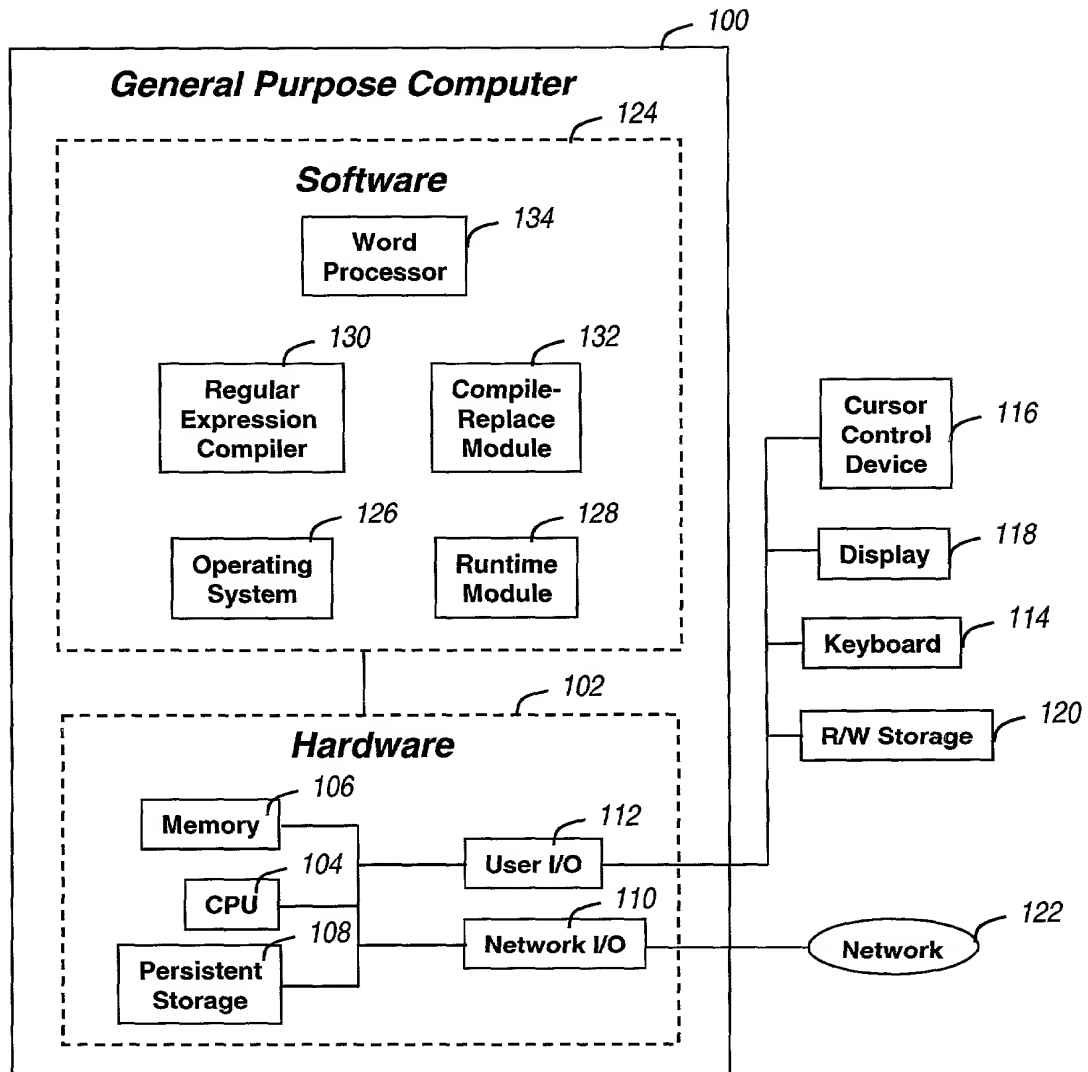 100
General Purpose Computer
124
Software
134
Word
Processor
130
Regular
Expression
Compiler
132
Compile-
Replace
Module
126
Operating
System
128
Runtime
Module
102
Hardware
106
Memory
104
CPU
108
Persistent
Storage
112
User I/O
110
Network I/O
Cursor
Control
Device
116
Display
118
Keyboard
114
R/W Storage
120
Network
122